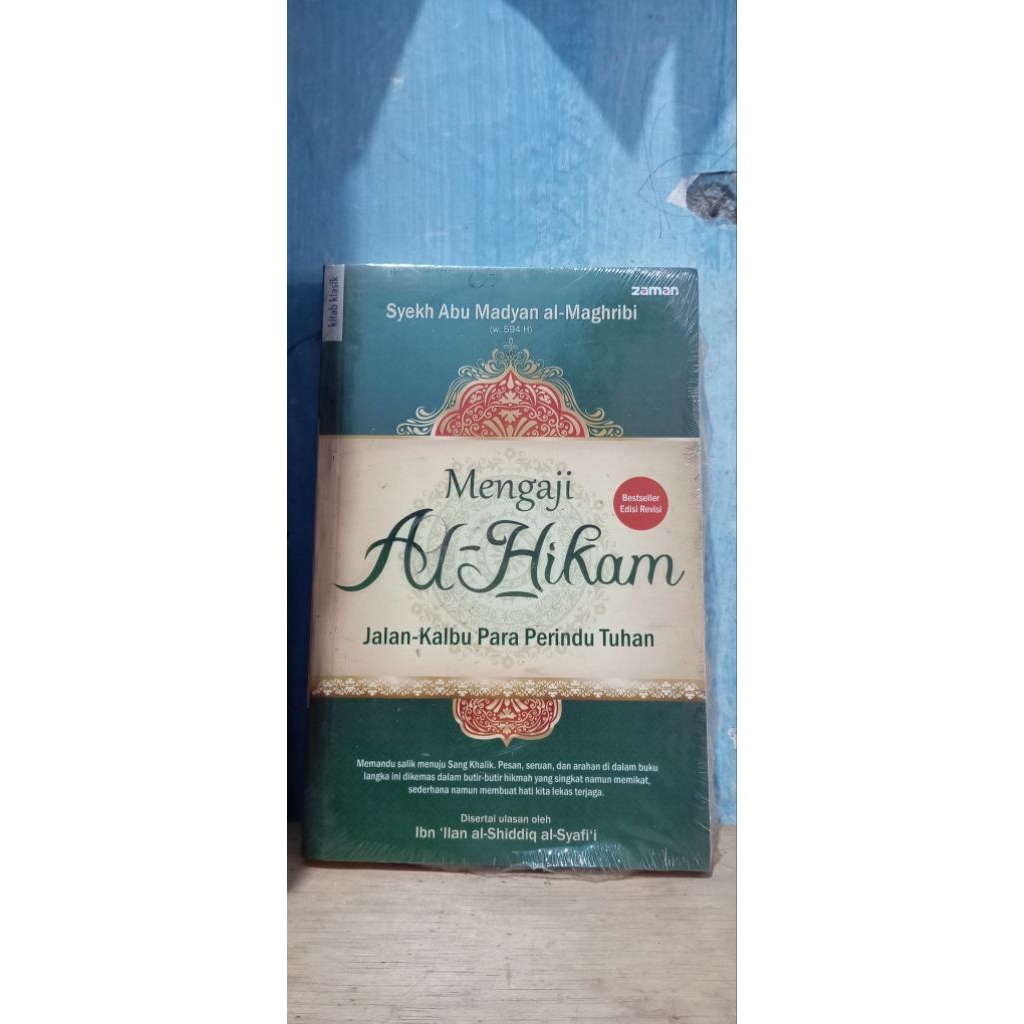 kitab klasik
zaman
Syekh Abu Madyan al-Maghribi
(w. 594 H)
Mengaji
Al-Hikam
Bestseller
Edisi Revisi
Jalan-Kalbu Para Perindu Tuhan
Memandu salik menuju Sang Khalik. Pesan, seruan, dan arahan di dalam buku
langka ini dikemas dalam butir-butir hikmah yang singkat namun memikat,
sederhana namun membuat hati kita lekas terjaga.
Disertai ulasan oleh
Ibn ‘Ilan al-Shiddiq al-Syafi‘i